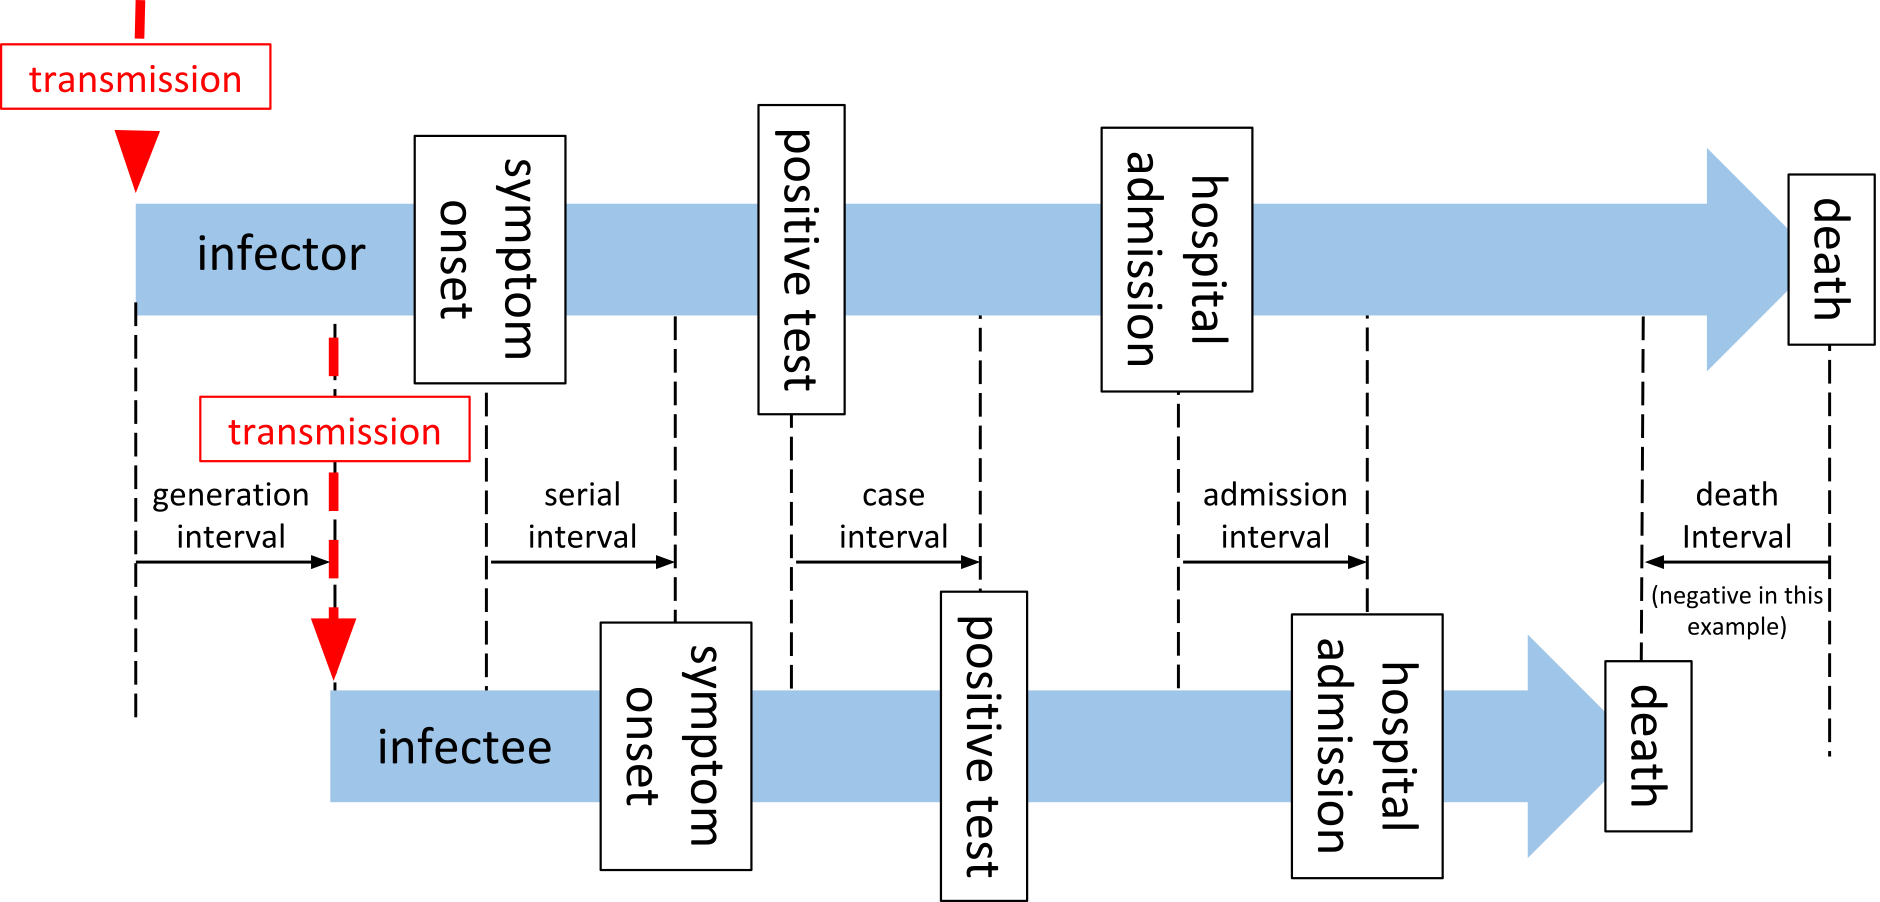 transmission
infector
symptom
onset
positive test
hospital
admission
death
transmission
generation
interval
serial
interval
case
interval
admission
interval
death
Interval
(negative in this
example)
infectee
symptom
onset
positive test
hospital
admission
death